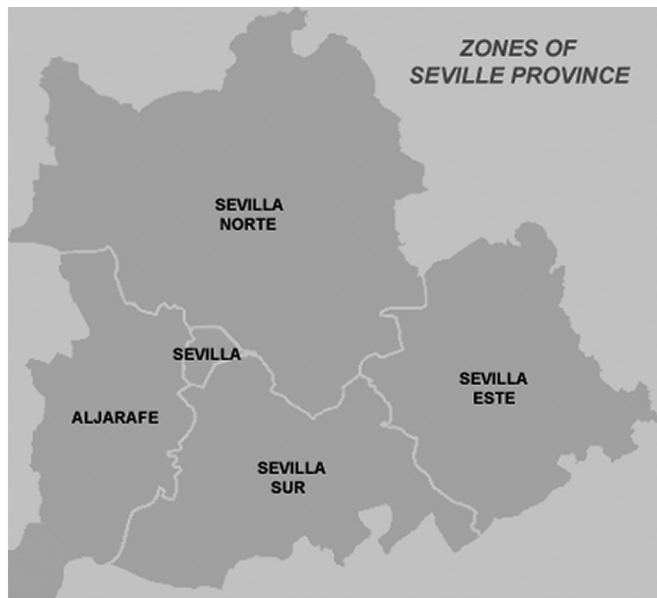 ZONES OF
SEVILLE PROVINCE
SEVILLA
NORTE
SEVILLA
SEVILLA
ESTE
ALJARAFE
SEVILLA
SUR